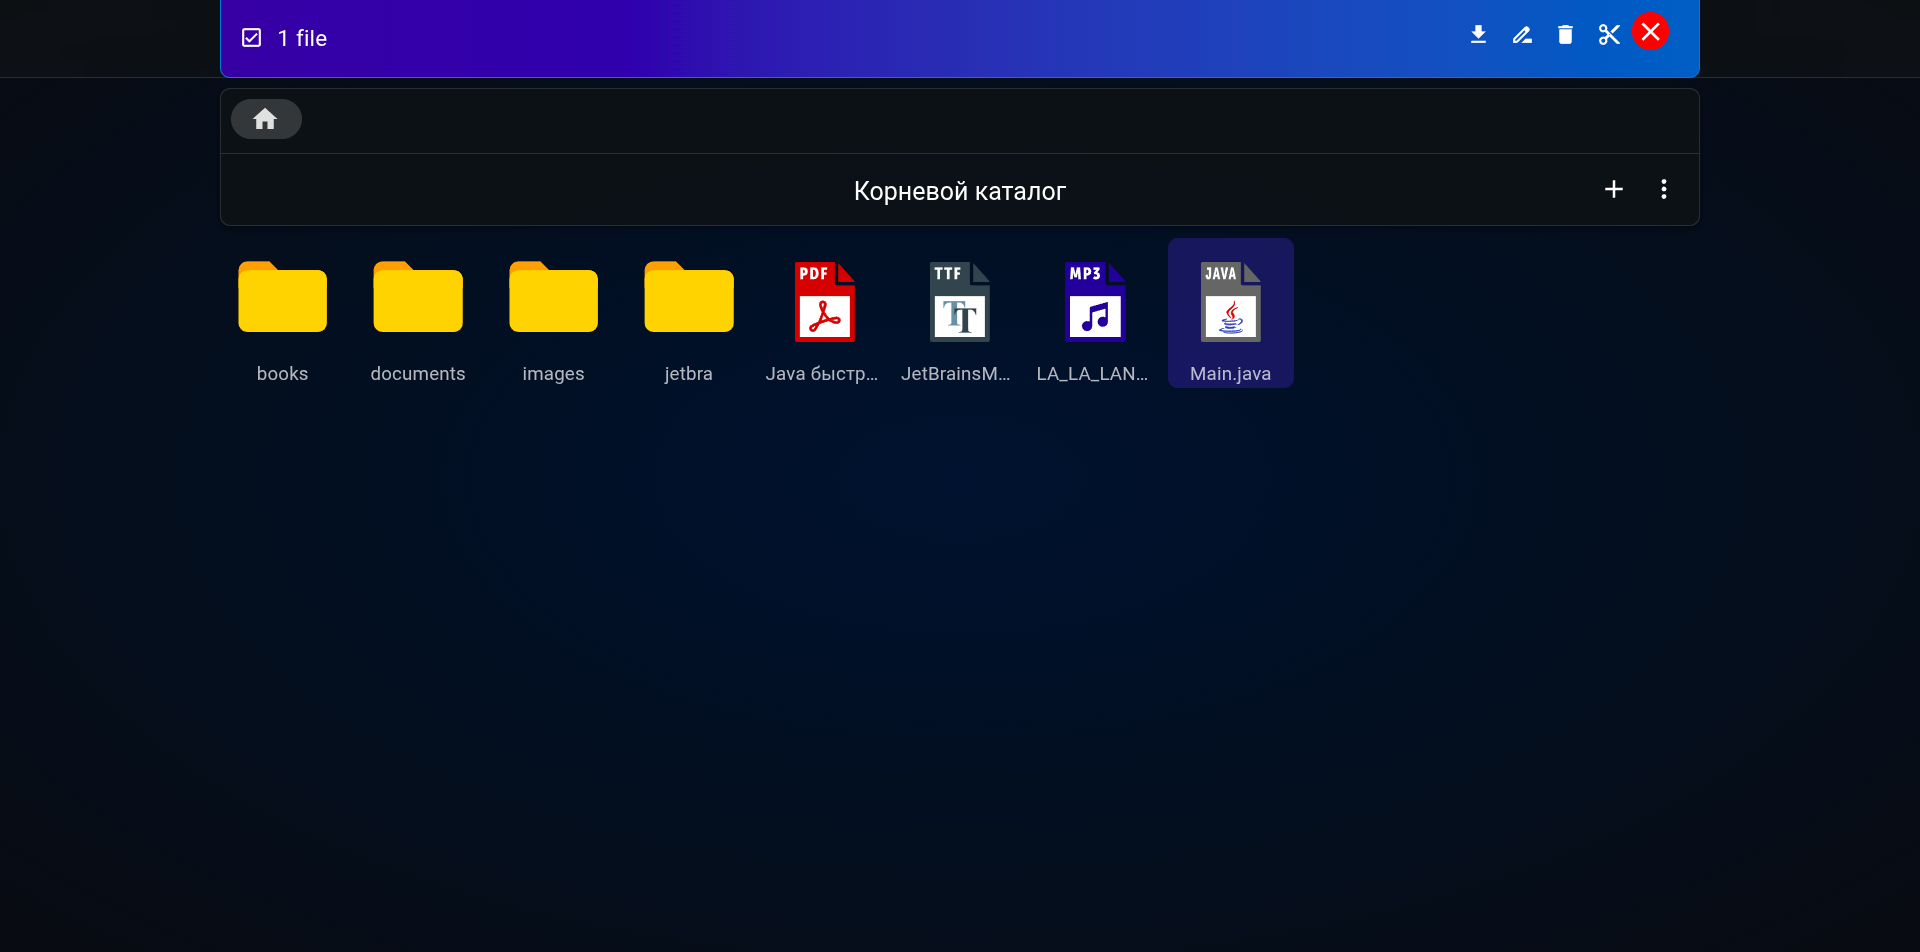 1 file
Корневой каталог
PDF
TTF
MP3
JAVA
books
documents
images
jetbra
Java быстр...
JetBrainsM...
LA_LA_LAN...
Main.java